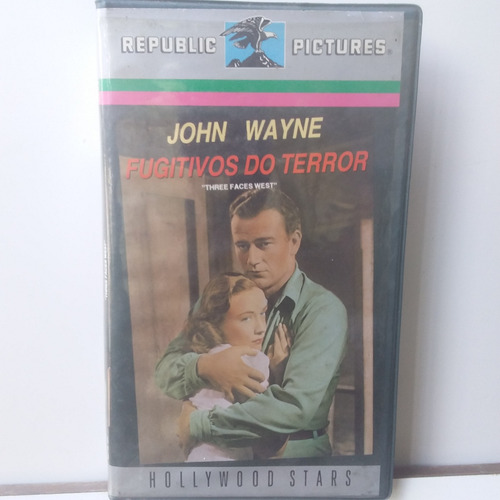 REPUBLIC PICTURES
JOHN WAYNE
FUGITIVOS DO TERROR
"THREE FACES WEST"
HOLLYWOOD STARS